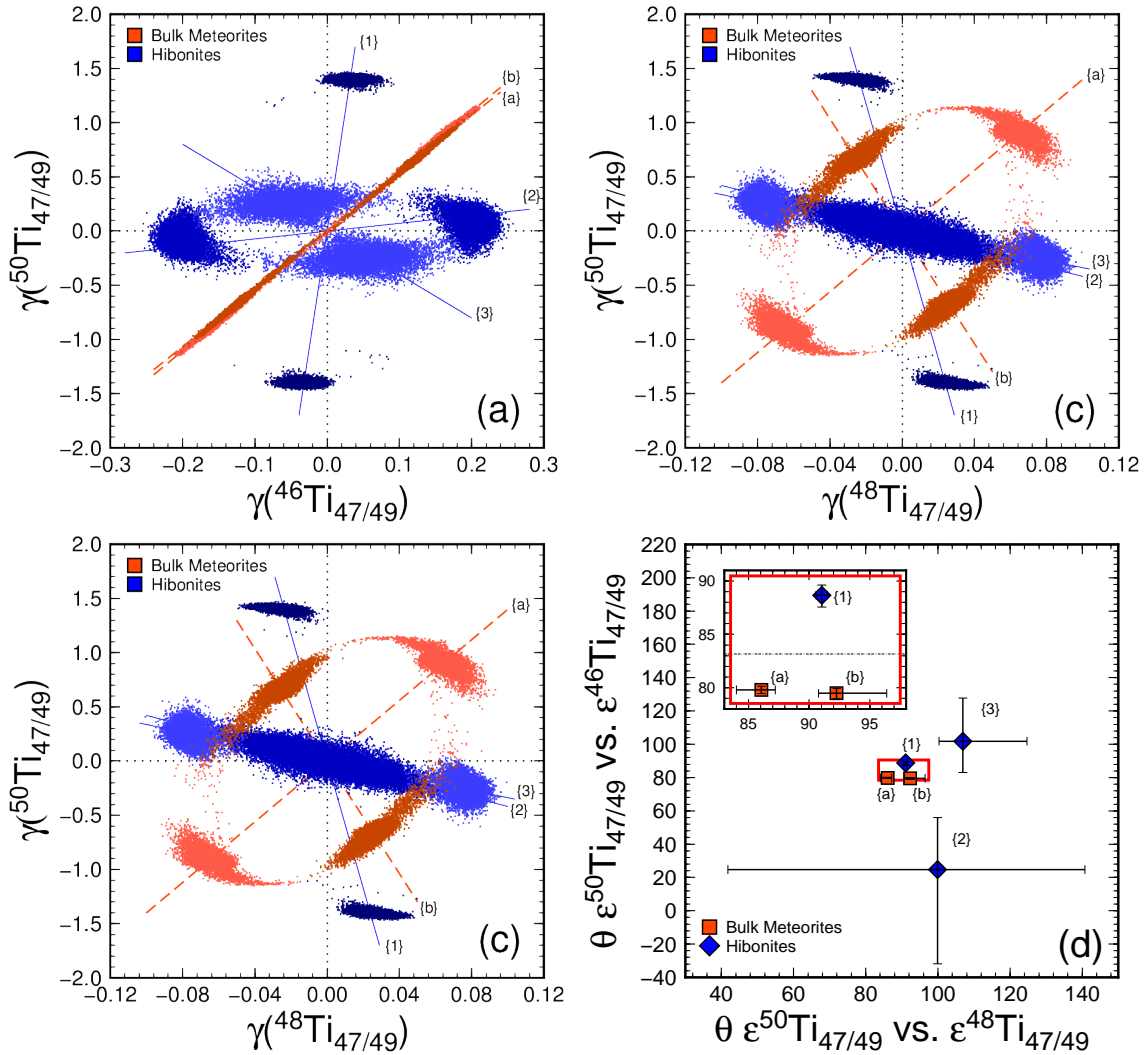 2.0
1.5
1.0
0.5
0.0
−0.5
−1.0
−1.5
−2.0
−0.3
−0.2
−0.1
0.0
0.1
0.2
0.3
γ(⁵⁰Ti₄₇/₄₉)
γ(⁴⁶Ti₄₇/₄₉)
Bulk Meteorites
Hibonites
{1}
{b}
{a}
{2}
{3}
(a)
2.0
1.5
1.0
0.5
0.0
−0.5
−1.0
−1.5
−2.0
−0.12
−0.08
−0.04
0.00
0.04
0.08
0.12
γ(⁵⁰Ti₄₇/₄₉)
γ(⁴⁸Ti₄₇/₄₉)
Bulk Meteorites
Hibonites
{a}
{3}
{2}
{b}
{1}
(c)
2.0
1.5
1.0
0.5
0.0
−0.5
−1.0
−1.5
−2.0
−0.12
−0.08
−0.04
0.00
0.04
0.08
0.12
γ(⁵⁰Ti₄₇/₄₉)
γ(⁴⁸Ti₄₇/₄₉)
Bulk Meteorites
Hibonites
{a}
{3}
{2}
{b}
{1}
(c)
220
200
180
160
140
120
100
80
60
40
20
0
−20
−40
40
60
80
100
120
140
θ ε⁵⁰Ti₄₇/₄₉ vs. ε⁴⁶Ti₄₇/₄₉
θ ε⁵⁰Ti₄₇/₄₉ vs. ε⁴⁸Ti₄₇/₄₉
90
85
80
85
90
95
{1}
{a}
{b}
{3}
{1}
{a}
{b}
{2}
Bulk Meteorites
Hibonites
(d)